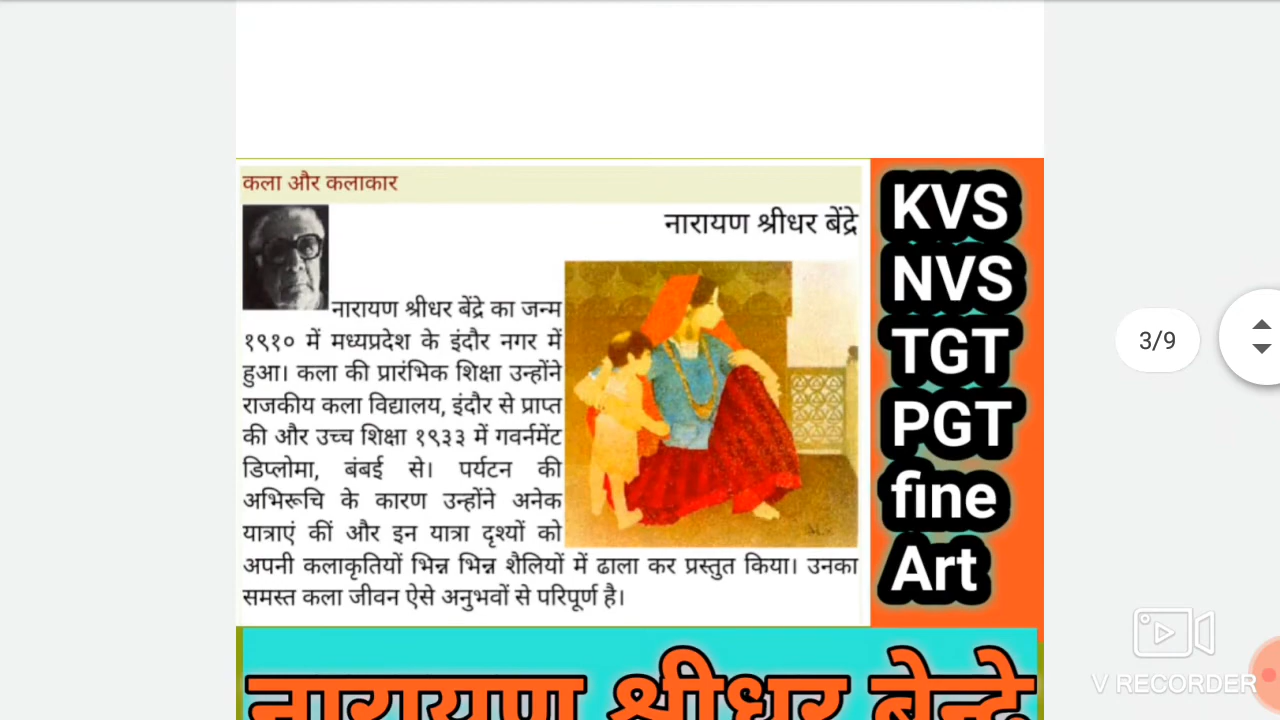 कला और कलाकार
नारायण श्रीधर बेंद्रे
नारायण श्रीधर बेंद्रे का जन्म
१९१० में मध्यप्रदेश के इंदौर नगर में
हुआ। कला की प्रारंभिक शिक्षा उन्होंने
राजकीय कला विद्यालय, इंदौर से प्राप्त
की और उच्च शिक्षा १९३३ में गवर्नमेंट
डिप्लोमा, बंबई से। पर्यटन की
अभिरूचि के कारण उन्होंने अनेक
यात्राएं कीं और इन यात्रा दृश्यों को
अपनी कलाकृतियों भिन्न भिन्न शैलियों में ढाला कर प्रस्तुत किया। उनका
समस्त कला जीवन ऐसे अनुभवों से परिपूर्ण है।
KVS
NVS
TGT
PGT
fine
Art
3/9
नारायण श्रीधर बेन्द्रे
V RECORDER